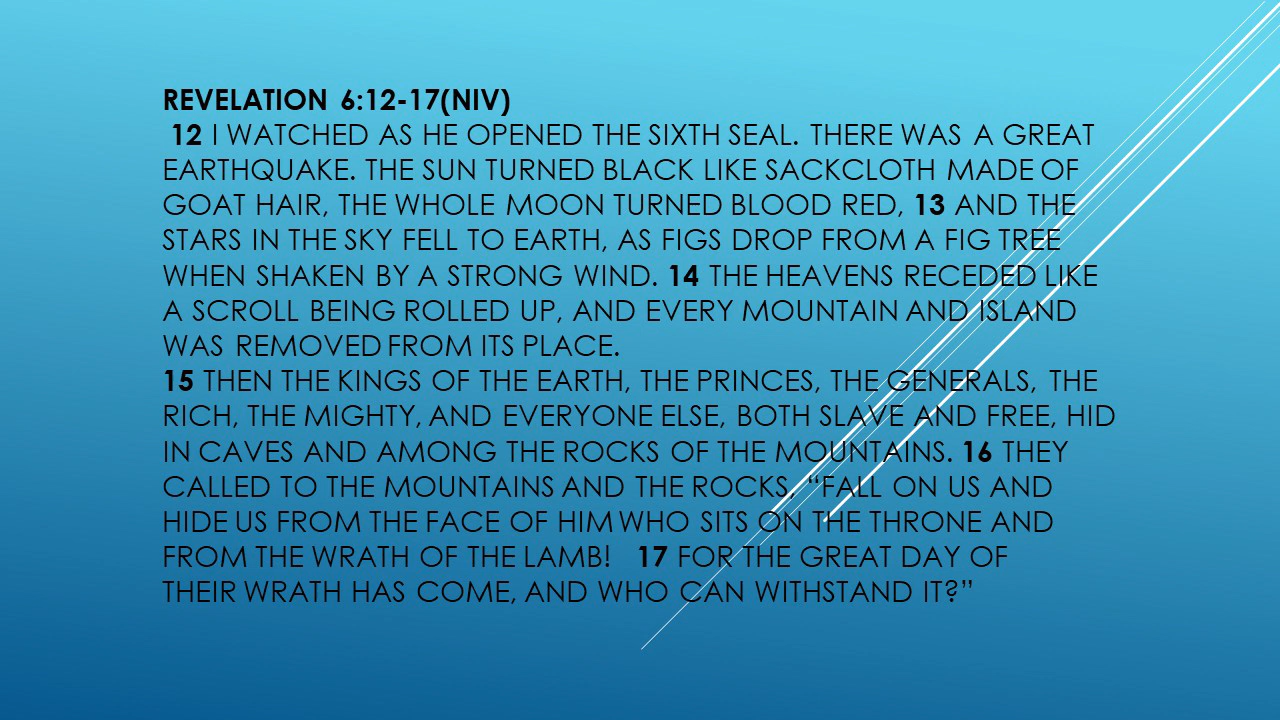 REVELATION 6:12-17(NIV)
12 I WATCHED AS HE OPENED THE SIXTH SEAL. THERE WAS A GREAT
EARTHQUAKE. THE SUN TURNED BLACK LIKE SACKCLOTH MADE OF
GOAT HAIR, THE WHOLE MOON TURNED BLOOD RED, 13 AND THE
STARS IN THE SKY FELL TO EARTH, AS FIGS DROP FROM A FIG TREE
WHEN SHAKEN BY A STRONG WIND. 14 THE HEAVENS RECEDED LIKE
A SCROLL BEING ROLLED UP, AND EVERY MOUNTAIN AND ISLAND
WAS REMOVED FROM ITS PLACE.
15 THEN THE KINGS OF THE EARTH, THE PRINCES, THE GENERALS, THE
RICH, THE MIGHTY, AND EVERYONE ELSE, BOTH SLAVE AND FREE, HID
IN CAVES AND AMONG THE ROCKS OF THE MOUNTAINS. 16 THEY
CALLED TO THE MOUNTAINS AND THE ROCKS, “FALL ON US AND
HIDE US FROM THE FACE OF HIM WHO SITS ON THE THRONE AND
FROM THE WRATH OF THE LAMB! 17 FOR THE GREAT DAY OF
THEIR WRATH HAS COME, AND WHO CAN WITHSTAND IT?”